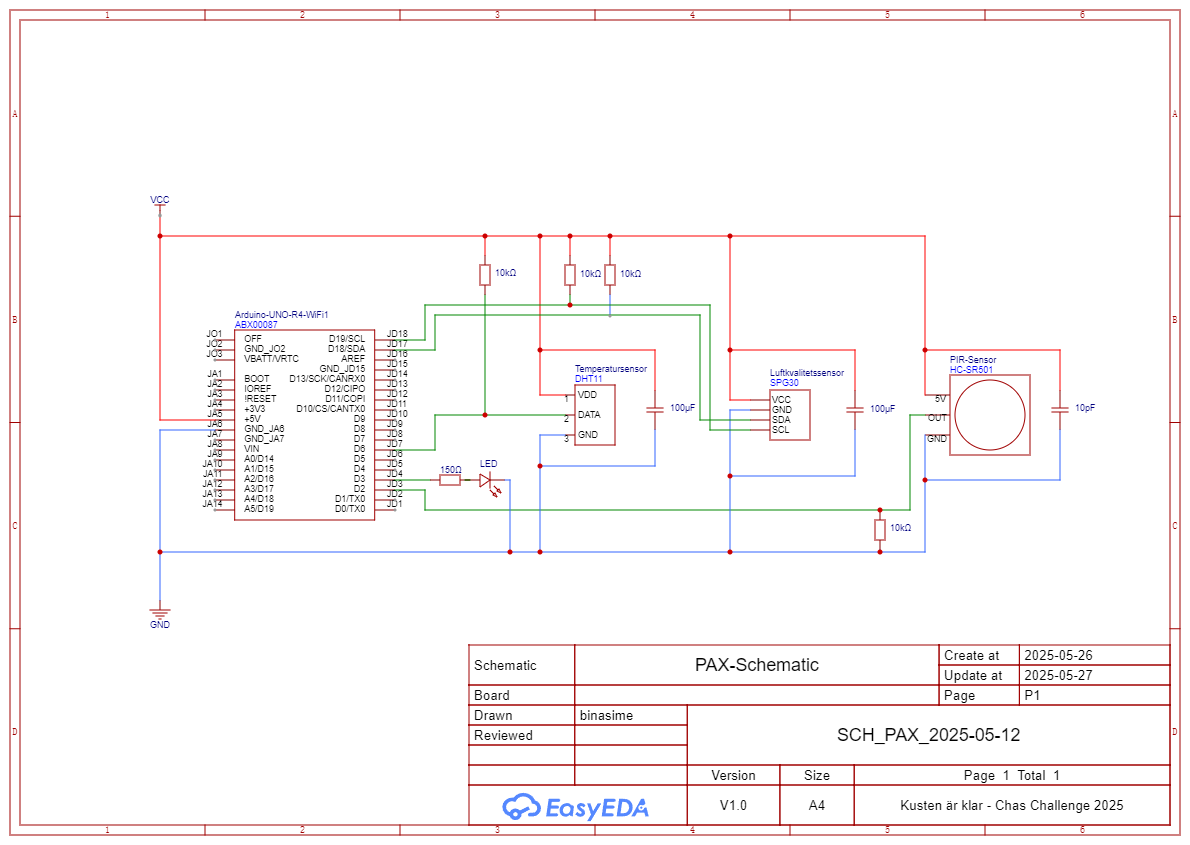 1 2 3 4 5 6
A A
VCC
10kΩ 10kΩ 10kΩ
Arduino-UNO-R4-WiFi1
ABX00087
B B
JO1 OFF D19/SCL JD18
JO2 GND_JO2 D18/SDA JD17
JO3 VBATT/VRTC AREF JD16
GND_JD15 JD15
JA1 BOOT D13/SCK/CANRX0 JD14
JA2 IOREF D12/CIPO JD13
JA3 !RESET D11/COPI JD12
JA4 +3V3 D10/CS/CANTX0 JD11
JA5 +5V D9 JD10
JA6 GND_JA6 D8 JD9
JA7 GND_JA7 D7 JD8
JA8 VIN D6 JD7
JA9 A0/D14 D5 JD6
JA10 A1/D15 D4 JD5
JA11 A2/D16 D3 JD4
JA12 A3/D17 D2 JD3
JA13 A4/D18 D1/TX0 JD2
JA14 A5/D19 D0/TX0 JD1
Temperatursensor
DHT11
1 VDD
2 DATA
3 GND
100µF
Luftkvalitetssensor
SPG30
VCC
GND
SDA
SCL
100µF
PIR-Sensor
HC-SR501
5V
OUT
GND
10pF
150Ω LED
10kΩ
C C
GND
Schematic PAX-Schematic Create at 2025-05-26
Update at 2025-05-27
Board Page P1
Drawn binasime
Reviewed SCH_PAX_2025-05-12
D D
Version Size Page 1 Total 1
EasyEDA V1.0 A4 Kusten är klar - Chas Challenge 2025
1 2 3 4 5 6